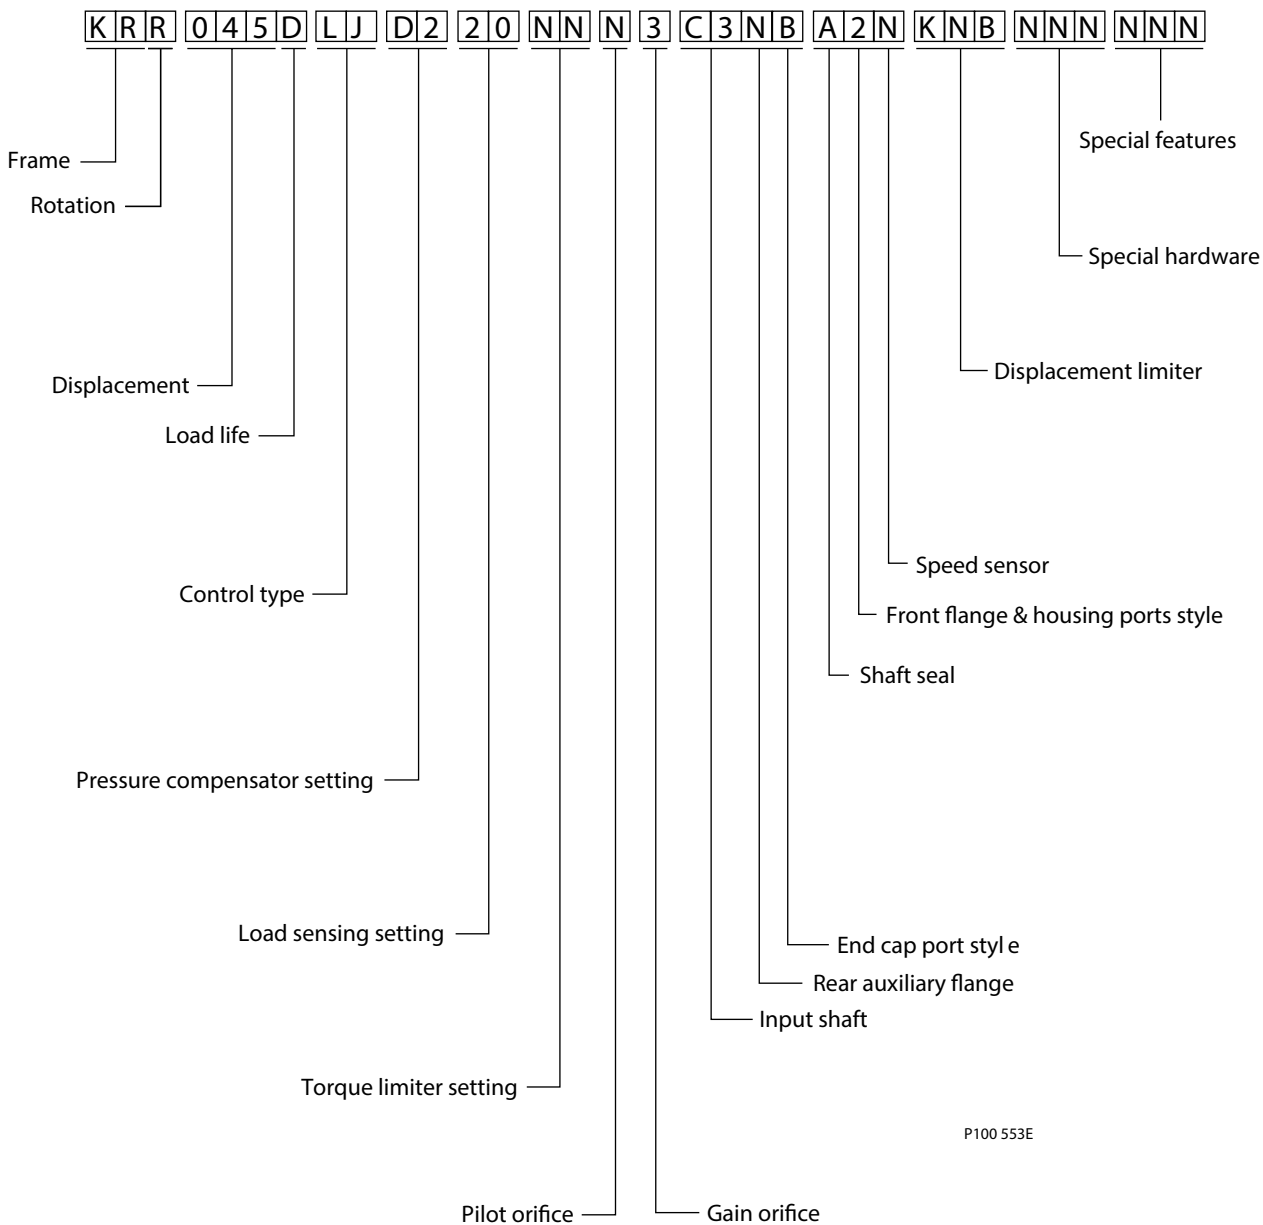 KRR 045D LJ D2 20 NN N 3 C3NB A2N KNB NNN NNN
Special features
Frame
Rotation
Special hardware
Displacement limiter
Displacement
Load life
Speed sensor
Control type
Front flange & housing ports style
Shaft seal
Pressure compensator setting
Load sensing setting
End cap port style
Rear auxiliary flange
Input shaft
Torque limiter setting
P100 553E
Pilot orifice
Gain orifice